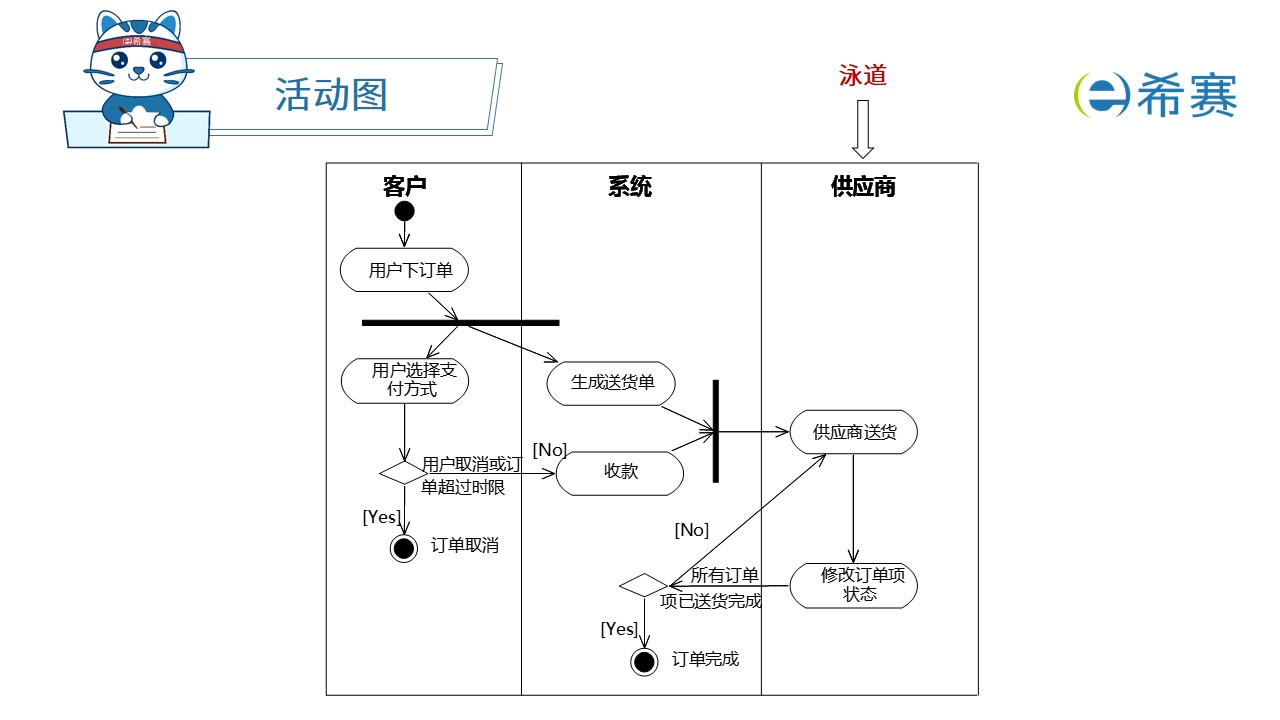 希赛
活动图
泳道
希赛
客户
系统
供应商
用户下订单
用户选择支
付方式
生成送货单
供应商送货
[No]
用户取消或订
单超过时限
收款
[Yes]
[No]
订单取消
所有订单
项已送货完成
修改订单项
状态
[Yes]
订单完成